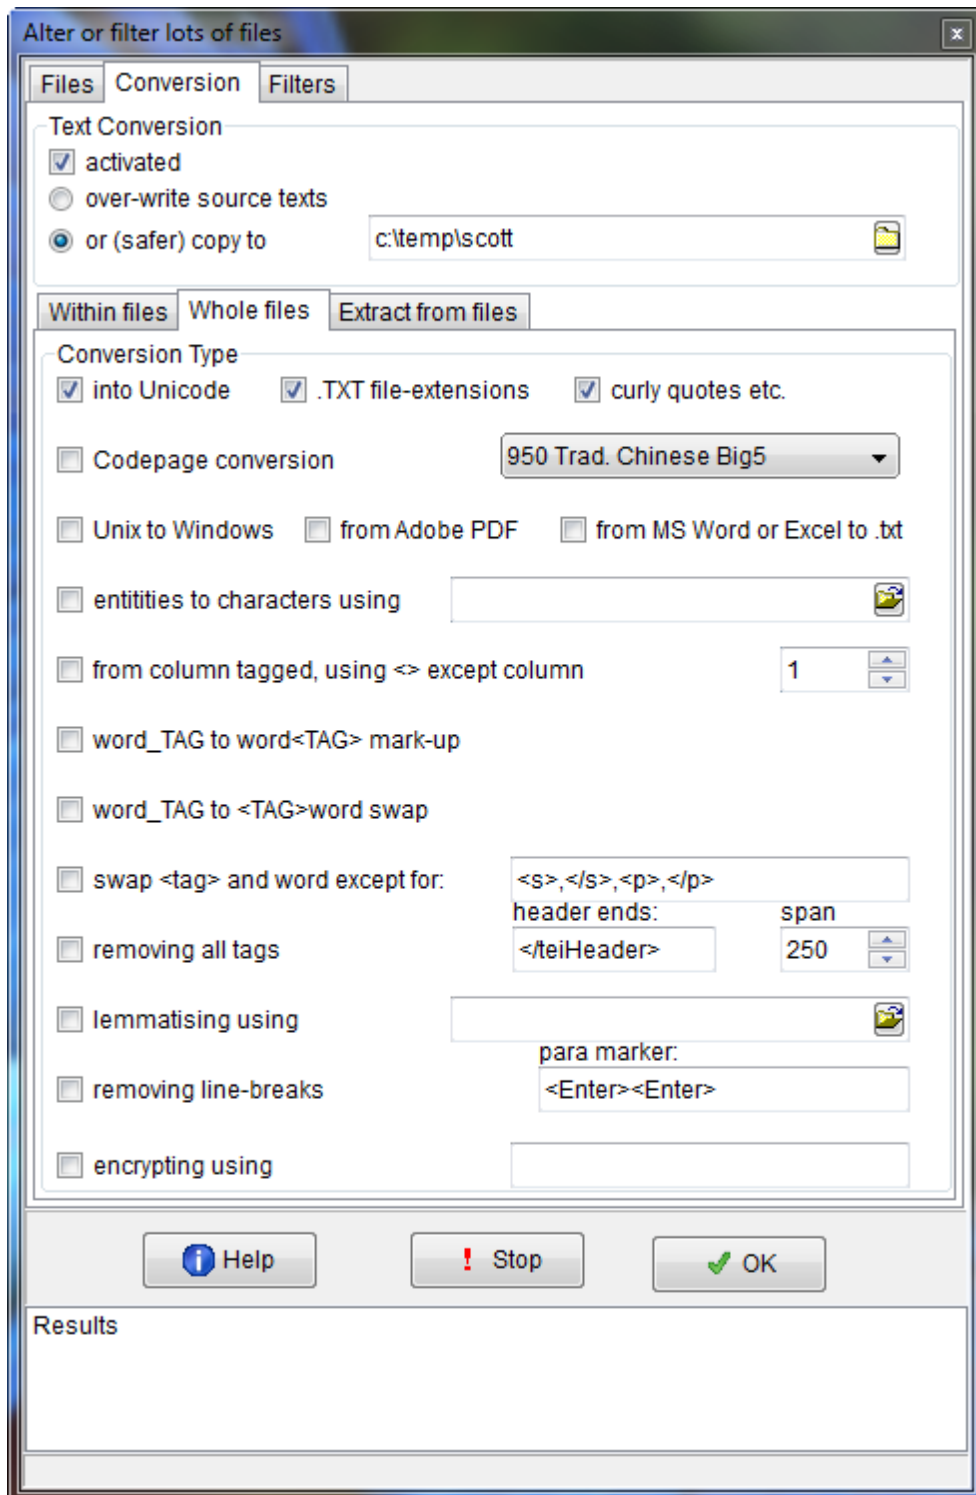 Alter or filter lots of files
x
Files Conversion Filters
Text Conversion
activated
over-write source texts
or (safer) copy to c:\temp\scott
Within files Whole files Extract from files
Conversion Type
into Unicode .TXT file-extensions curly quotes etc.
Codepage conversion 950 Trad. Chinese Big5
Unix to Windows from Adobe PDF from MS Word or Excel to .txt
entitities to characters using
from column tagged, using <> except column 1
word_TAG to word<TAG> mark-up
word_TAG to <TAG>word swap
swap <tag> and word except for: <s>,</s>,<p>,</p>
header ends: span
removing all tags </teiHeader> 250
lemmatising using
para marker:
removing line-breaks <Enter><Enter>
encrypting using
i Help ! Stop OK
Results